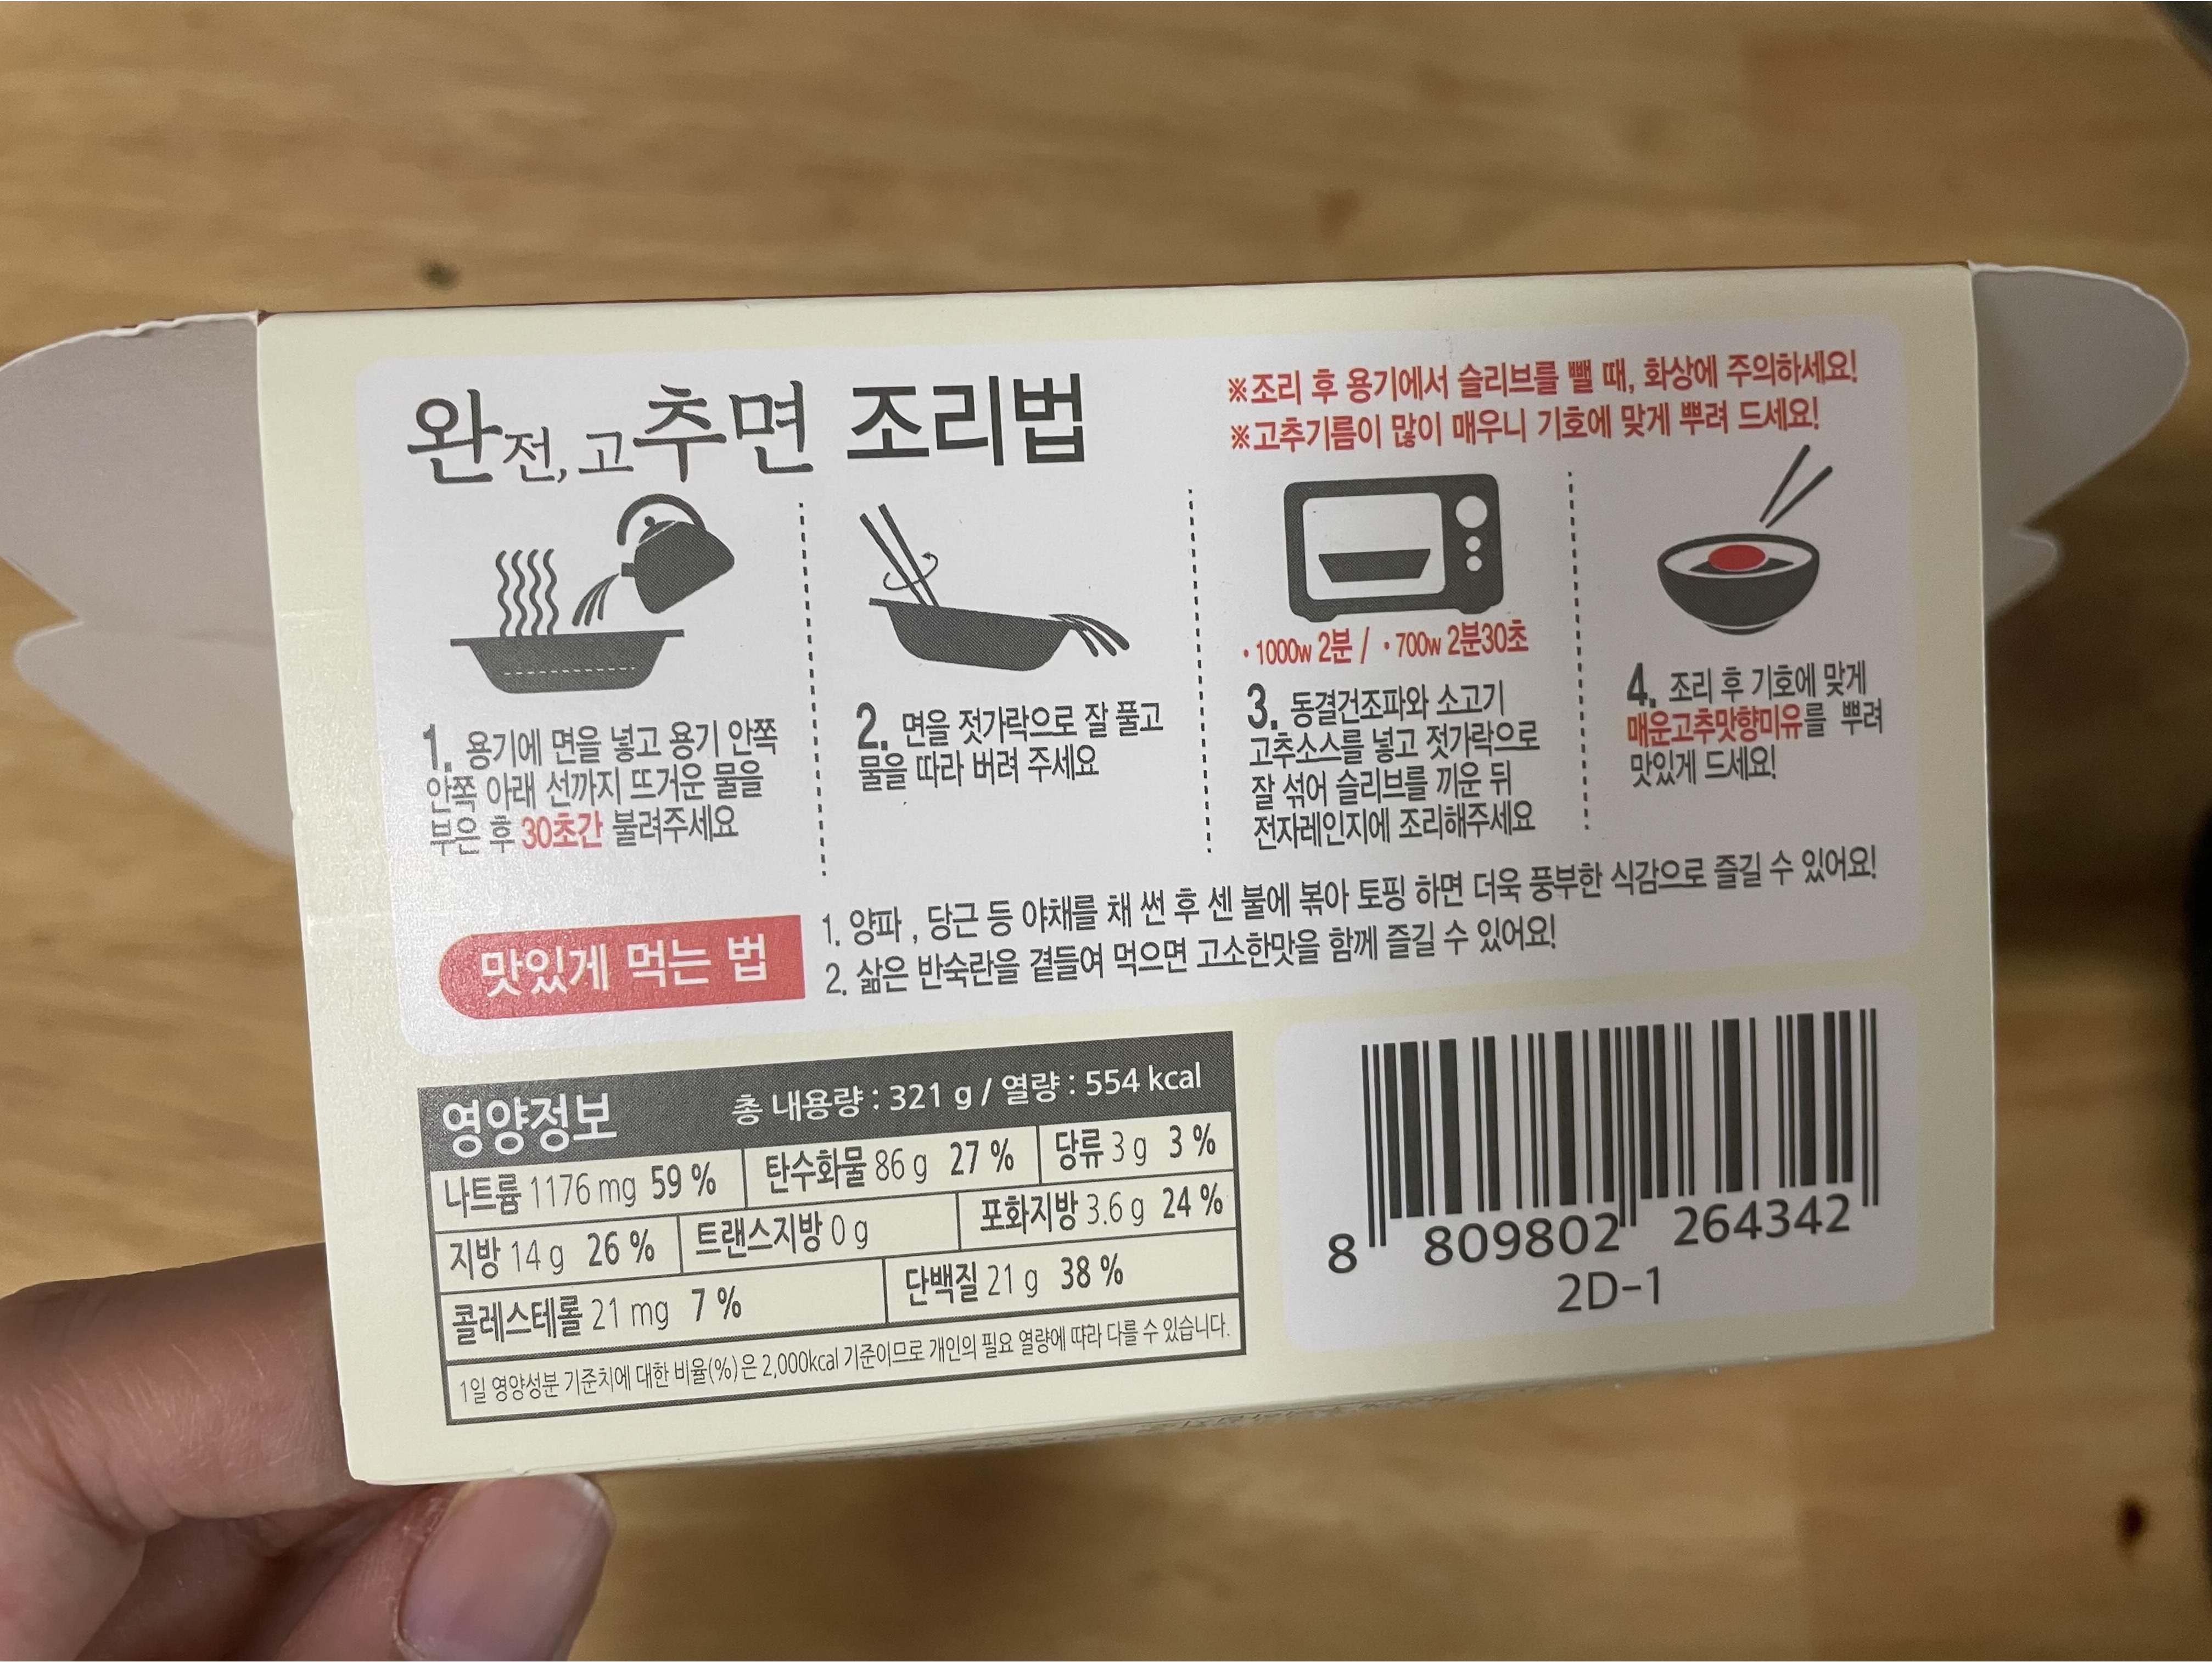 완전,고추면 조리법
※조리 후 용기에서 슬리브를 뺄 때, 화상에 주의하세요!
※고추기름이 많이 매우니 기호에 맞게 뿌려 드세요!
1. 용기에 면을 넣고 용기 안쪽
안쪽 아래 선까지 뜨거운 물을
부은 후 30초간 불려주세요
2. 면을 젓가락으로 잘 풀고
물을 따라 버려 주세요
• 1000w 2분 / • 700w 2분30초
3. 동결건조파와 소고기
고추소스를 넣고 젓가락으로
잘 섞어 슬리브를 끼운 뒤
전자레인지에 조리해주세요
4. 조리 후 기호에 맞게
매운고추맛향미유를 뿌려
맛있게 드세요!
맛있게 먹는 법
1. 양파 , 당근 등 야채를 채 썬 후 센 불에 볶아 토핑 하면 더욱 풍부한 식감으로 즐길 수 있어요!
2. 삶은 반숙란을 곁들여 먹으면 고소한맛을 함께 즐길 수 있어요!
영양정보 총 내용량 : 321 g / 열량 : 554 kcal
나트륨 1176 mg 59 % 탄수화물 86 g 27 % 당류 3 g 3 %
지방 14 g 26 % 트랜스지방 0 g 포화지방 3.6 g 24 %
콜레스테롤 21 mg 7 % 단백질 21 g 38 %
1일 영양성분 기준치에 대한 비율(%)은 2,000kcal 기준이므로 개인의 필요 열량에 따라 다를 수 있습니다.
8 809802 264342
2D-1